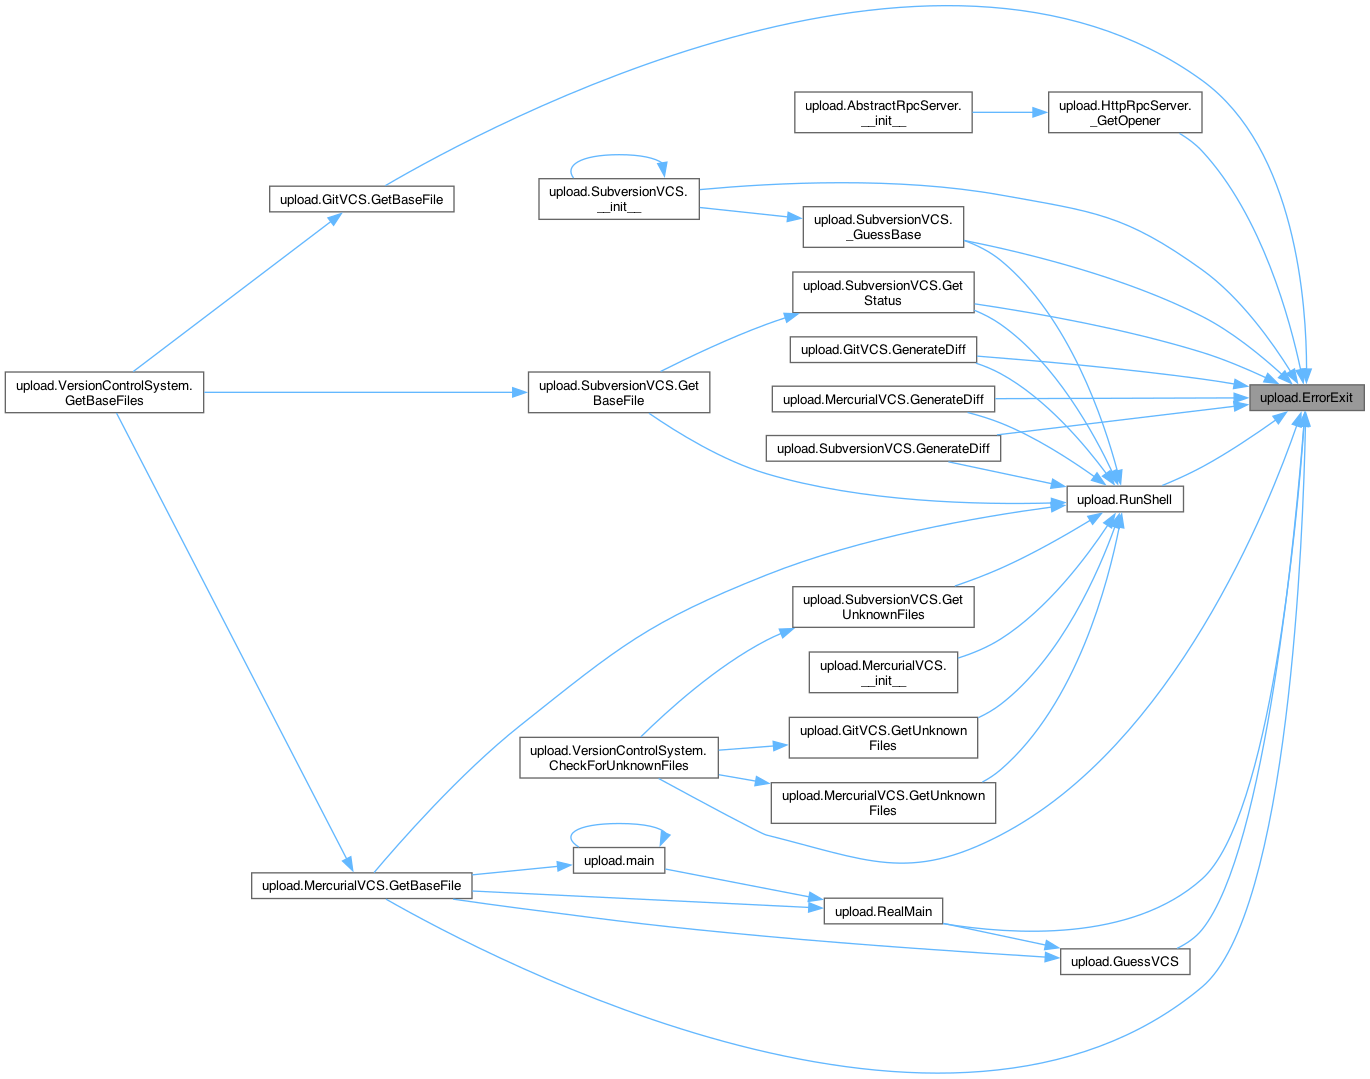 upload.AbstractRpcServer.
__init__
upload.HttpRpcServer.
_GetOpener
upload.GitVCS.GetBaseFile
upload.SubversionVCS.
__init__
upload.SubversionVCS.
_GuessBase
upload.SubversionVCS.Get
Status
upload.GitVCS.GenerateDiff
upload.VersionControlSystem.
GetBaseFiles
upload.SubversionVCS.Get
BaseFile
upload.MercurialVCS.GenerateDiff
upload.ErrorExit
upload.SubversionVCS.GenerateDiff
upload.RunShell
upload.SubversionVCS.Get
UnknownFiles
upload.MercurialVCS.
__init__
upload.GitVCS.GetUnknown
Files
upload.VersionControlSystem.
CheckForUnknownFiles
upload.MercurialVCS.GetUnknown
Files
upload.main
upload.MercurialVCS.GetBaseFile
upload.RealMain
upload.GuessVCS